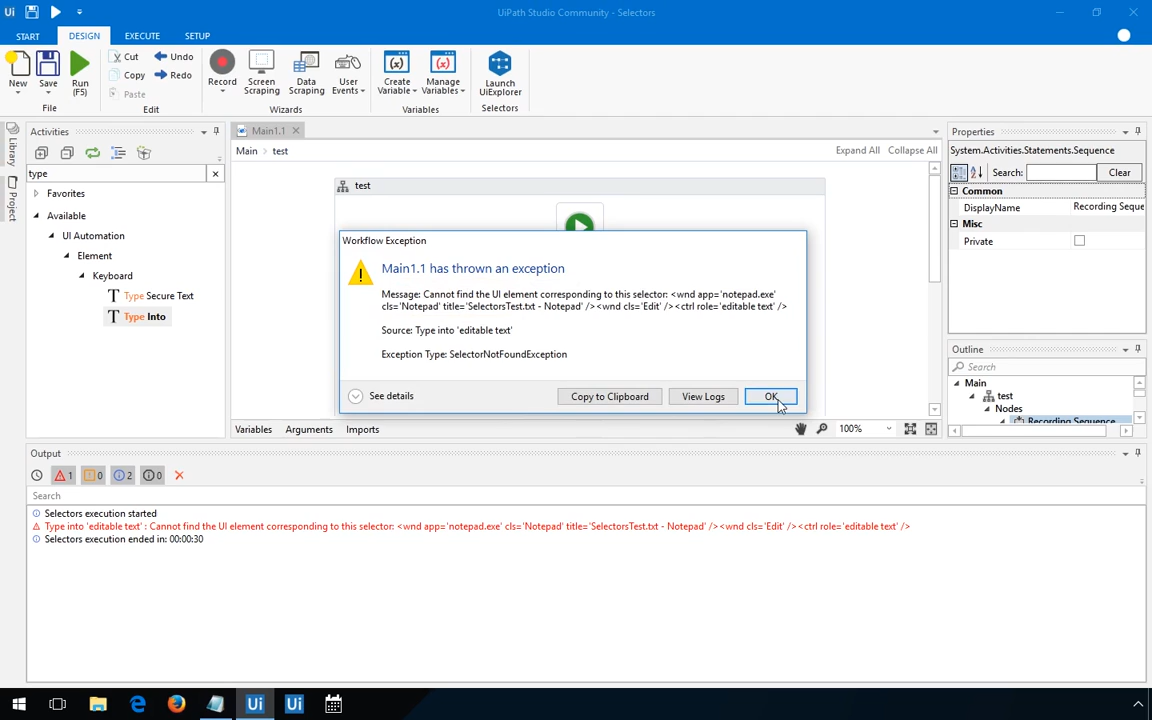 UiPath Studio Community - Selectors
START DESIGN EXECUTE SETUP
New
Save
Run
(F5)
Cut
Copy
Paste
Undo
Redo
Record
Screen
Scraping
Data
Scraping
User
Events
Create
Variable
Manage
Variables
Launch
UiExplorer
File Edit Wizards Variables Selectors
Library
Project
Activities
type
Favorites
Available
UI Automation
Element
Keyboard
Type Secure Text
Type Into
Main1.1
Main > test
Expand All Collapse All
test
Workflow Exception
Main1.1 has thrown an exception
Message: Cannot find the UI element corresponding to this selector: <wnd app='notepad.exe'
cls='Notepad' title='SelectorsTest.txt - Notepad' /><wnd cls='Edit' /><ctrl role='editable text' />
Source: Type into 'editable text'
Exception Type: SelectorNotFoundException
See details
Copy to Clipboard
View Logs
OK
Variables Arguments Imports
100%
Properties
System.Activities.Statements.Sequence
Search:
Clear
Common
DisplayName Recording Seque
Misc
Private
Outline
Search
Main
test
Nodes
Recording Sequence
Output
1 0 2 0
Search
Selectors execution started
Type into 'editable text' : Cannot find the UI element corresponding to this selector: <wnd app='notepad.exe' cls='Notepad' title='SelectorsTest.txt - Notepad' /><wnd cls='Edit' /><ctrl role='editable text' />
Selectors execution ended in: 00:00:30
Ui
Ui